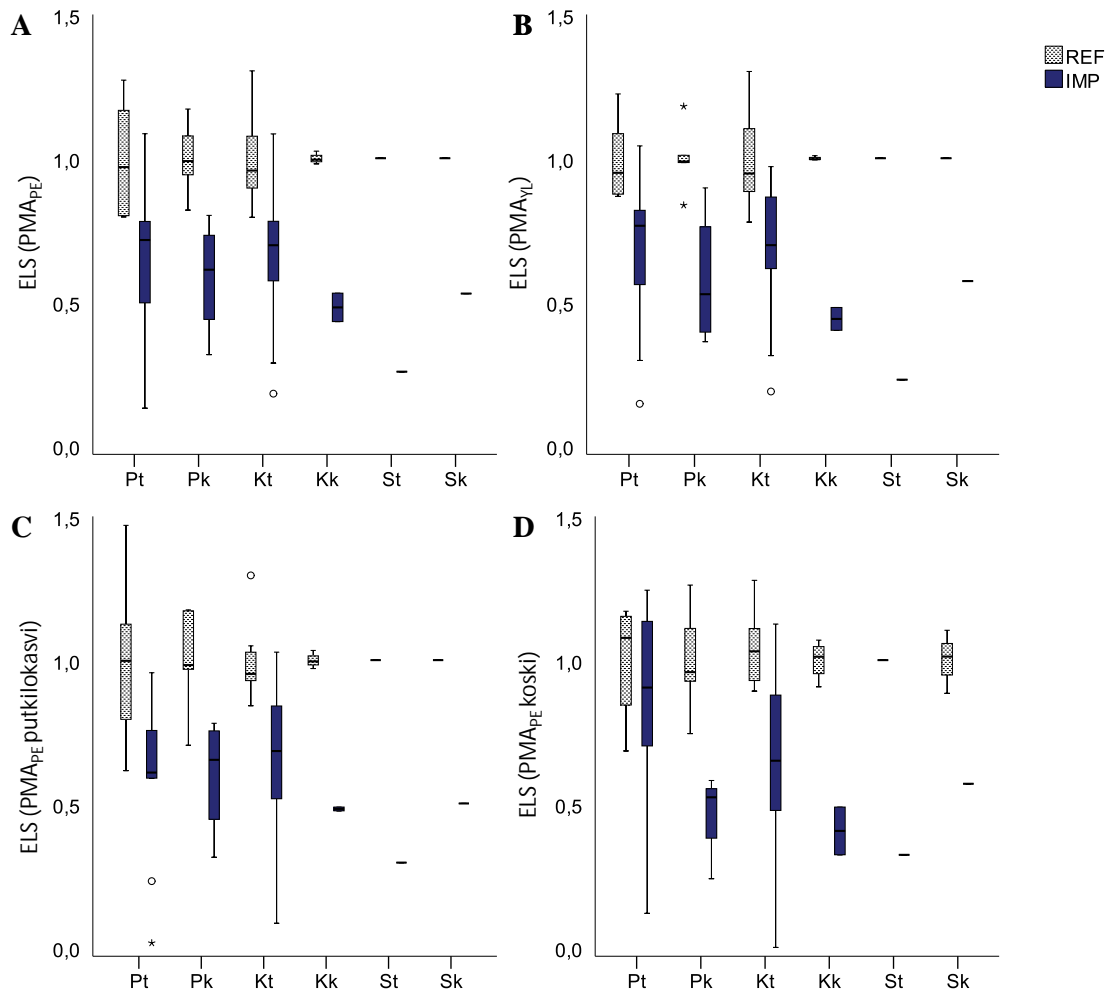 A
1,5
1,0
0,5
0,0
ELS (PMAPE)
Pt Pk Kt Kk St Sk
B
1,5
1,0
0,5
0,0
ELS (PMAYL)
Pt Pk Kt Kk St Sk
REF
IMP
C
1,5
1,0
0,5
0,0
ELS (PMAPE putkilokasvi)
Pt Pk Kt Kk St Sk
D
1,5
1,0
0,5
0,0
ELS (PMAPE koski)
Pt Pk Kt Kk St Sk